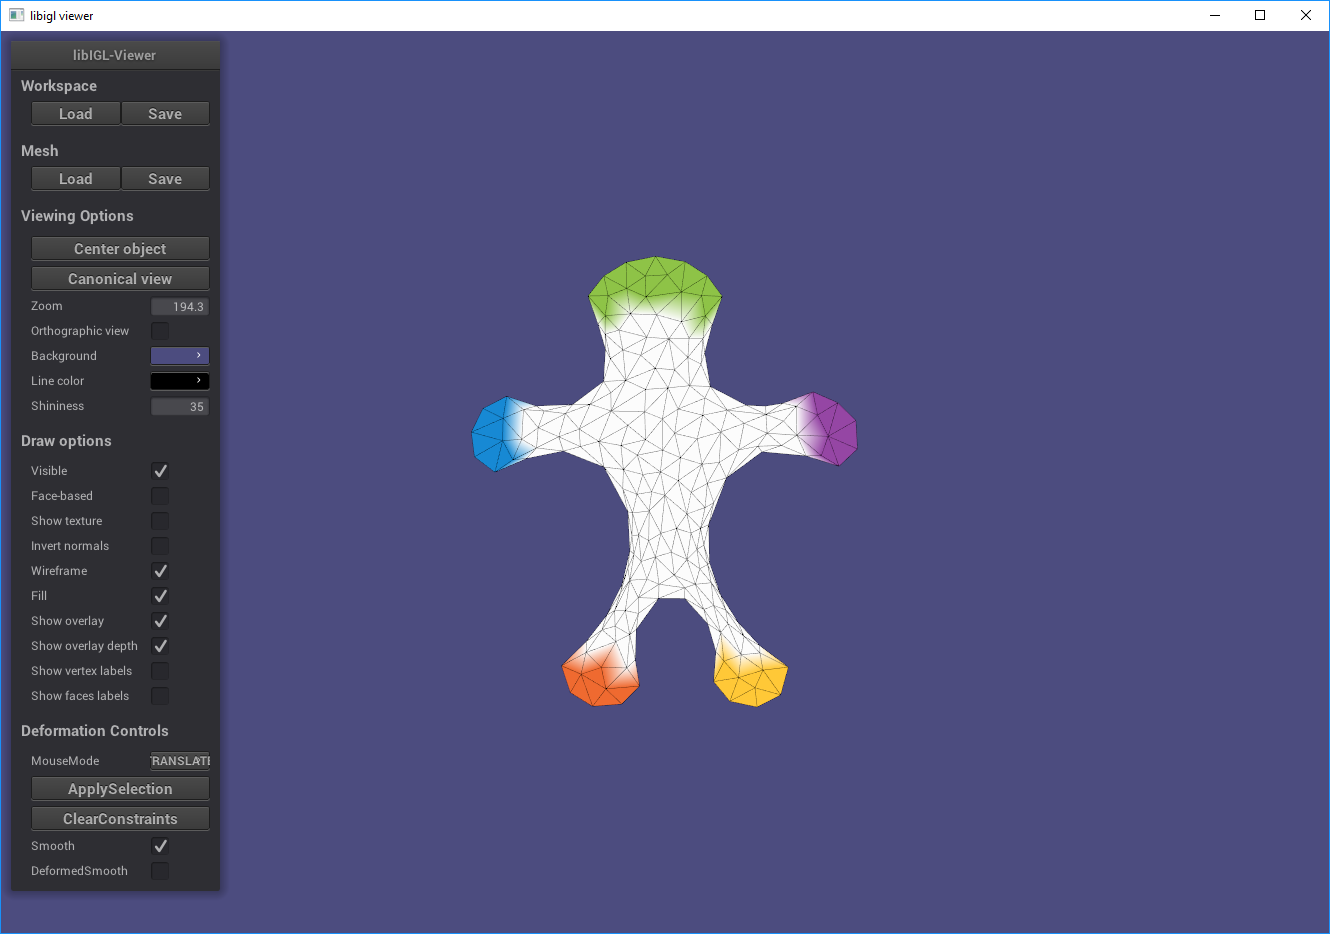 libigl viewer
libIGL-Viewer
Workspace
Load Save
Mesh
Load Save
Viewing Options
Center object
Canonical view
Zoom 194.3
Orthographic view
Background
Line color
Shininess 35
Draw options
Visible
Face-based
Show texture
Invert normals
Wireframe
Fill
Show overlay
Show overlay depth
Show vertex labels
Show faces labels
Deformation Controls
MouseMode TRANSLATE
ApplySelection
ClearConstraints
Smooth
DeformedSmooth